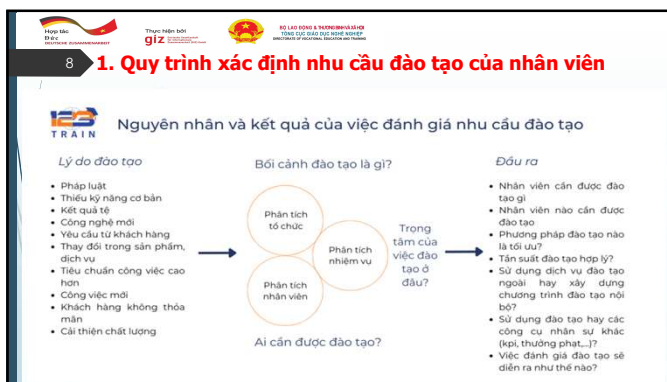 Hợp tác
Đức
DEUTSCHE ZUSAMMENARBEIT
Thực hiện bởi
giz
BỘ LAO ĐỘNG & THƯƠNG BINH VÀ XÃ HỘI
TỔNG CỤC GIÁO DỤC NGHỀ NGHIỆP
DIRECTORATE OF VOCATIONAL EDUCATION AND TRAINING
8
1. Quy trình xác định nhu cầu đào tạo của nhân viên
123
TRAIN
Nguyên nhân và kết quả của việc đánh giá nhu cầu đào tạo
Lý do đào tạo
• Pháp luật
• Thiếu kỹ năng cơ bản
• Kết quả tệ
• Công nghệ mới
• Yêu cầu từ khách hàng
• Thay đổi trong sản phẩm,
dịch vụ
• Tiêu chuẩn công việc cao
hơn
• Công việc mới
• Khách hàng không thỏa
mãn
• Cải thiện chất lượng
Bối cảnh đào tạo là gì?
Phân tích
tổ chức
Phân tích
nhiệm vụ
Phân tích
nhân viên
Trọng
tâm của
việc đào
tạo ở
đâu?
Ai cần được đào tạo?
Đầu ra
• Nhân viên cần được đào
tạo gì
• Nhân viên nào cần được
đào tạo
• Phương pháp đào tạo nào
là tối ưu?
• Tần suất đào tạo hợp lý?
• Sử dụng dịch vụ đào tạo
ngoài hay xây dựng
chương trình đào tạo nội
bộ?
• Sử dụng đào tạo hay các
công cụ nhân sự khác
(kpi, thưởng phạt,...)?
• Việc đánh giá đào tạo sẽ
diễn ra như thế nào?